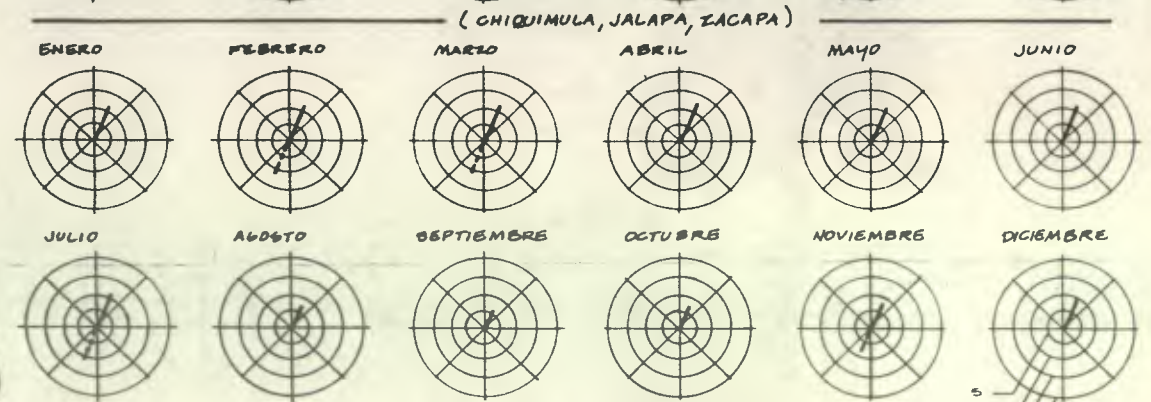 ( CHIQUIMULA, JALAPA, ZACAPA )
ENERO FEBRERO MARZO ABRIL MAYO JUNIO
JULIO AGOSTO SEPTIEMBRE OCTUBRE NOVIEMBRE DICIEMBRE
5